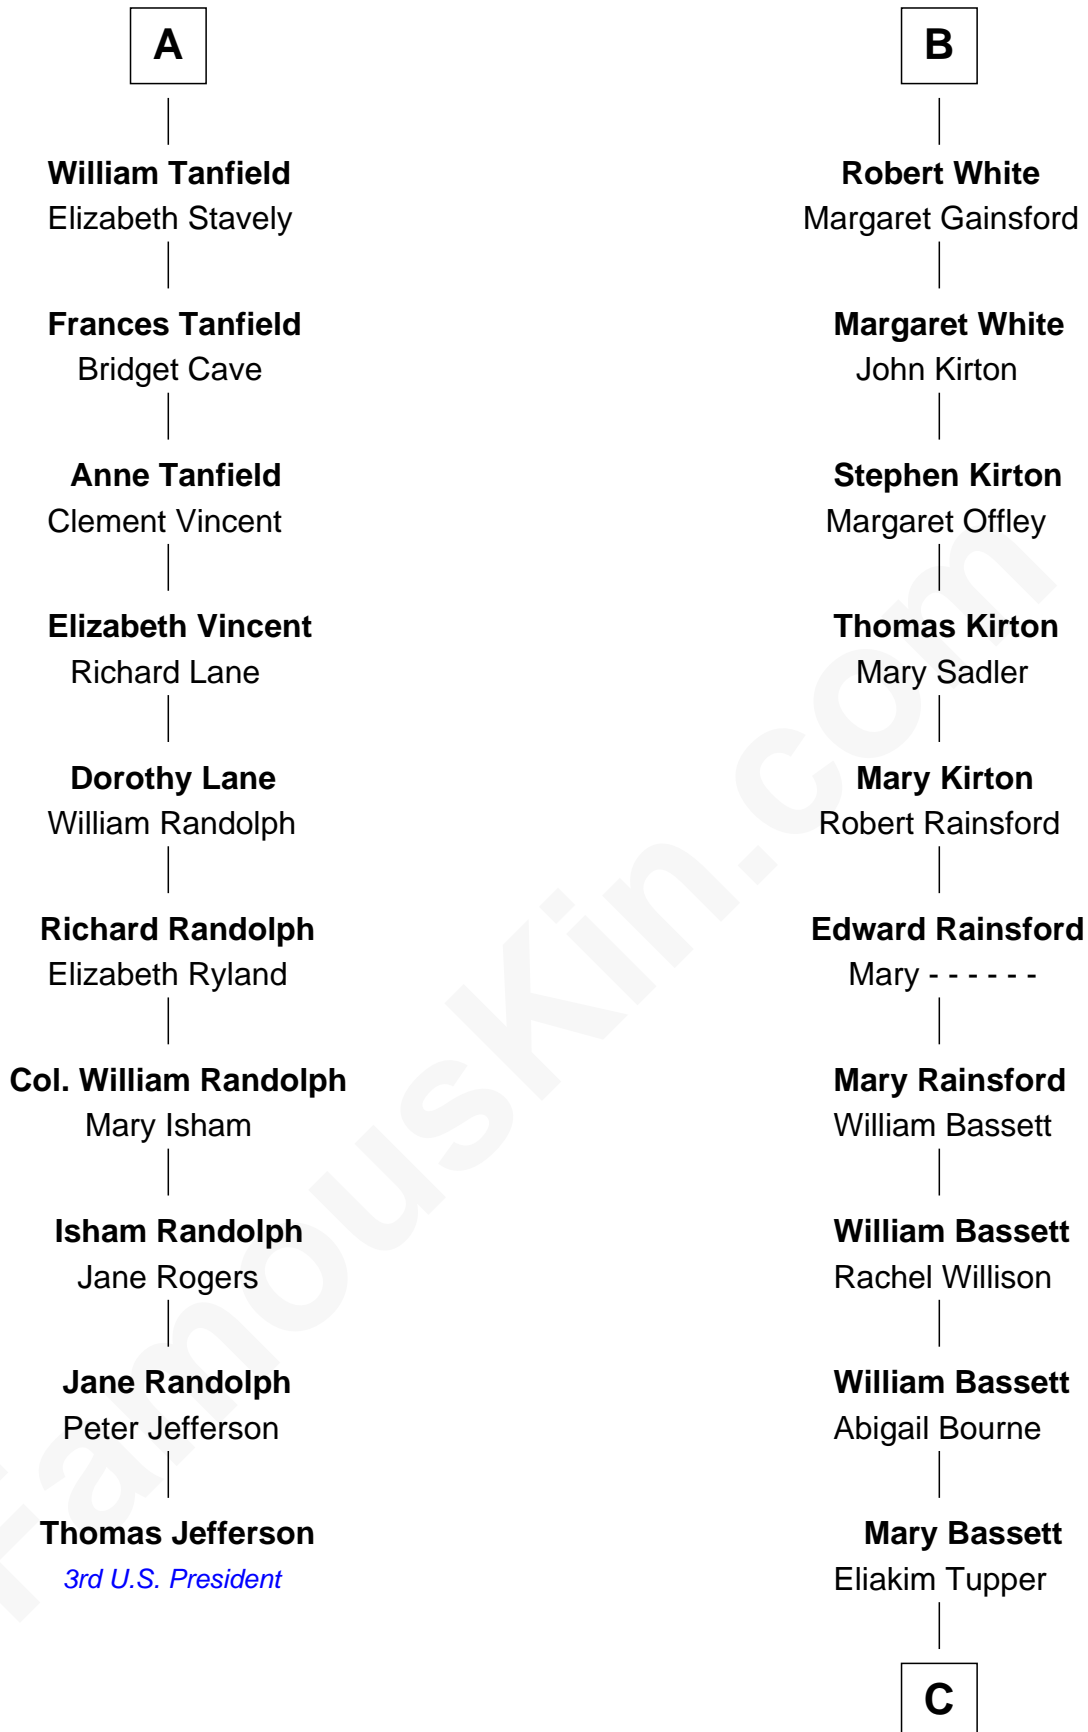 A
William Tanfield
Elizabeth Stavely
Frances Tanfield
Bridget Cave
Anne Tanfield
Clement Vincent
Elizabeth Vincent
Richard Lane
Dorothy Lane
William Randolph
Richard Randolph
Elizabeth Ryland
Col. William Randolph
Mary Isham
Isham Randolph
Jane Rogers
Jane Randolph
Peter Jefferson
Thomas Jefferson
3rd U.S. President
B
Robert White
Margaret Gainsford
Margaret White
John Kirton
Stephen Kirton
Margaret Offley
Thomas Kirton
Mary Sadler
Mary Kirton
Robert Rainsford
Edward Rainsford
Mary - - - - - -
Mary Rainsford
William Bassett
William Bassett
Rachel Willison
William Bassett
Abigail Bourne
Mary Bassett
Eliakim Tupper
C
FamousKin.com